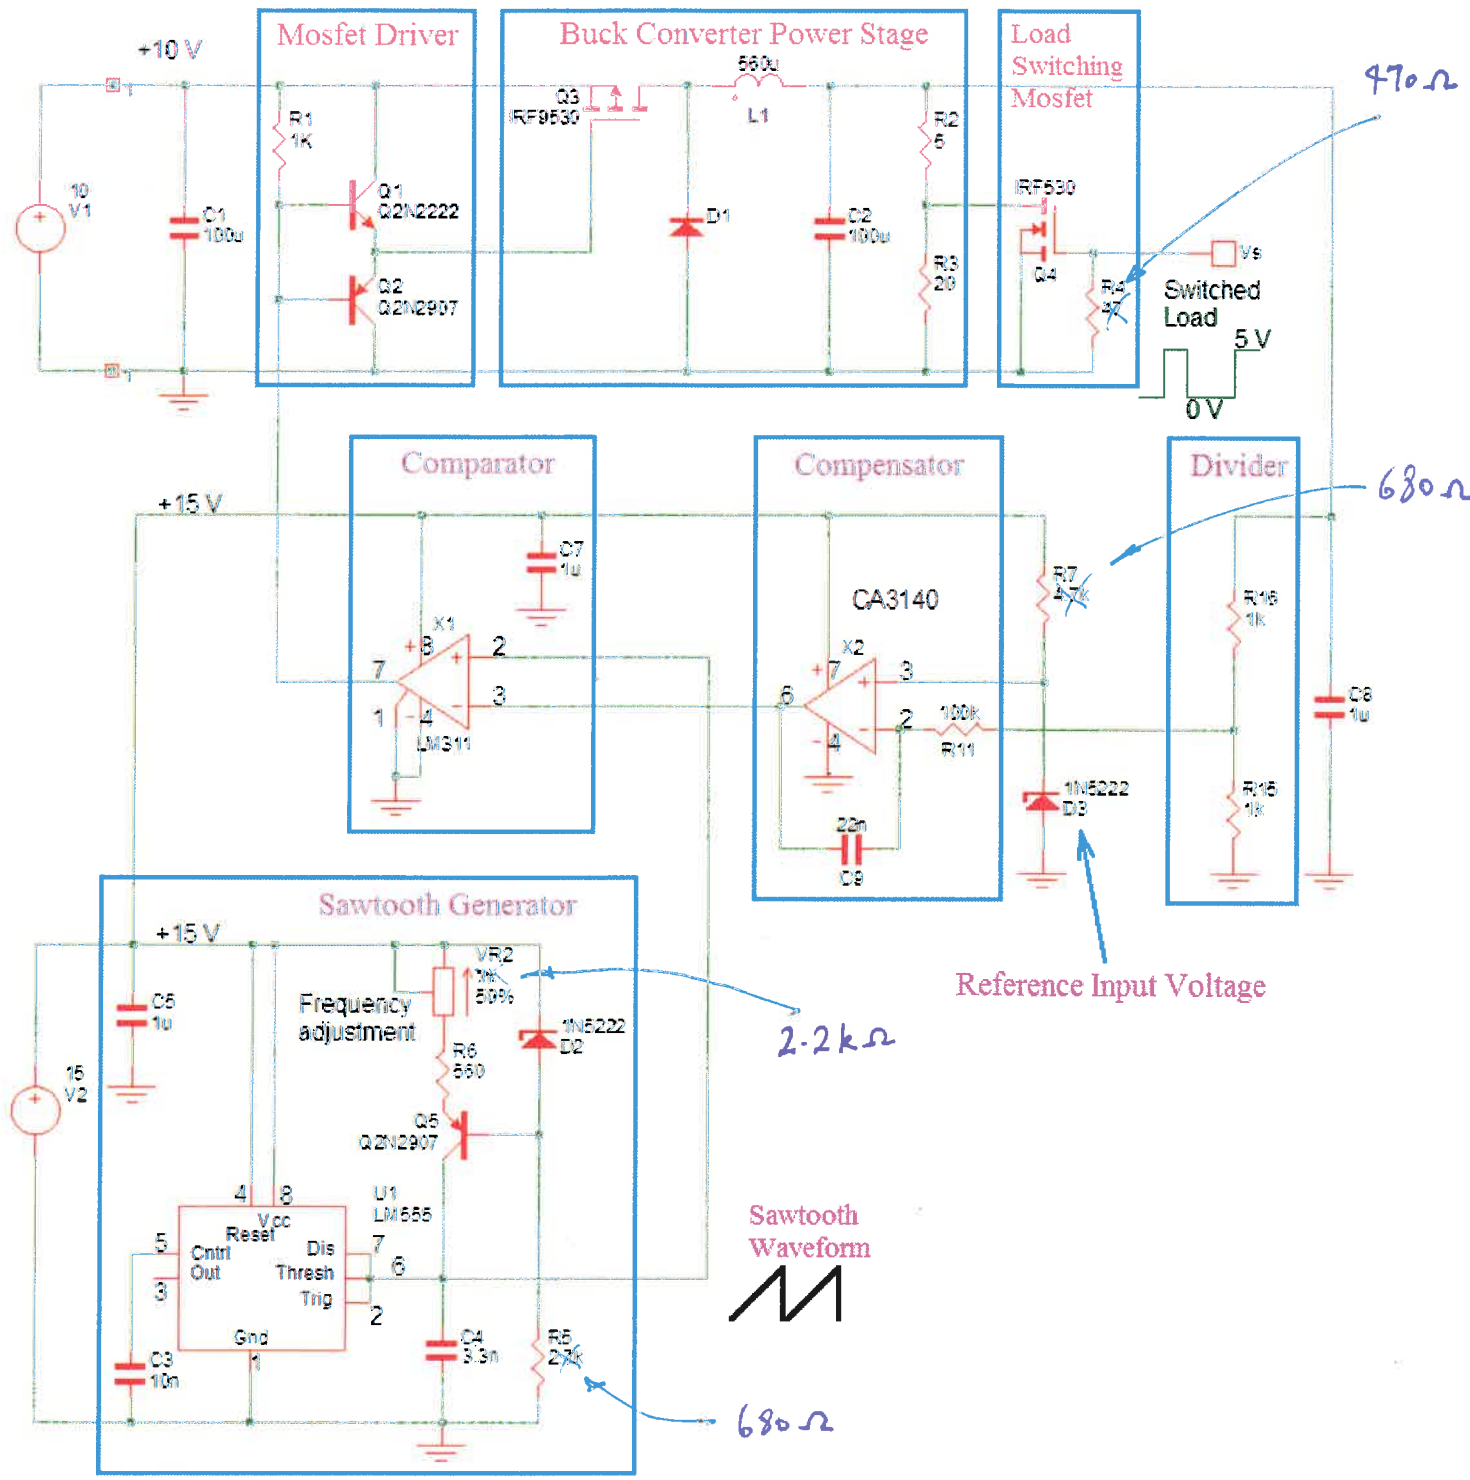 Mosfet Driver
Buck Converter Power Stage
Load
Switching
Mosfet
+10 V
560u
L1
470Ω
Q3
IRF9530
R1
1K
R2
5
10
V1
C1
100u
Q1
Q2N2222
D1
C2
100u
IRF530
Q4
Vs
Q2
Q2N2907
R3
20
R4
47
Switched
Load
5 V
0 V
Comparator
Compensator
Divider
+15 V
680Ω
C7
1u
R7
4.7k
CA3140
R16
1k
X1
+
8
7
+
2
-
3
1
-
4
LM311
X2
+
7
6
+
3
-
2
-
4
100k
R11
C8
1u
1N5222
D3
R15
1k
22n
C9
Sawtooth Generator
+15 V
VR2
1K
50%
Frequency
adjustment
C5
1u
1N5222
D2
Reference Input Voltage
2.2kΩ
R6
560
15
V2
Q5
Q2N2907
4
8
U1
LM555
Vcc
Reset
5
Cntrl
Dis
7
Out
Thresh
6
3
Trig
2
Gnd
1
Sawtooth
Waveform
C3
10n
C4
3.3n
R5
2.7k
680Ω